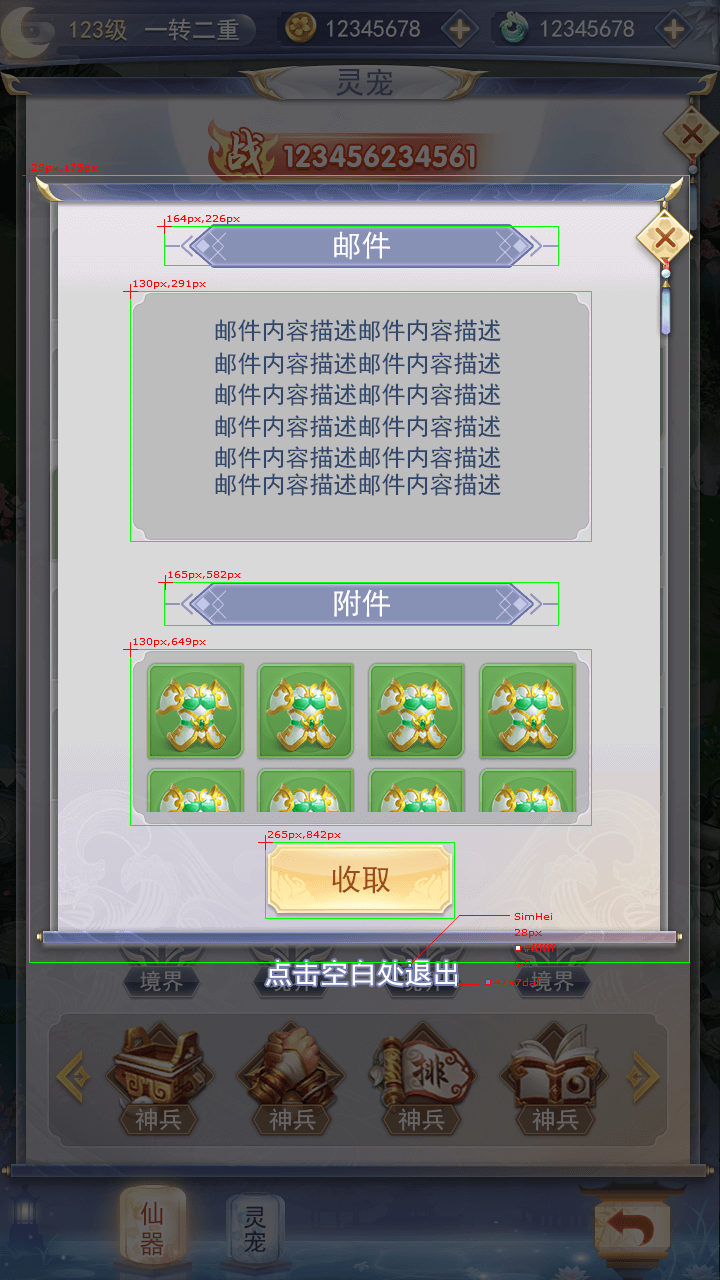 123级 一转二重 12345678 12345678
灵宠
战 123456234561
20px,175px
164px,226px
邮件
130px,291px
邮件内容描述邮件内容描述
邮件内容描述邮件内容描述
邮件内容描述邮件内容描述
邮件内容描述邮件内容描述
邮件内容描述邮件内容描述
邮件内容描述邮件内容描述
165px,582px
附件
130px,649px
265px,842px
收取
SimHei
28px
#ffffff
点击空白处退出
境界 境界 境界 境界
排
神兵 神兵 神兵 神兵
仙器 灵宠